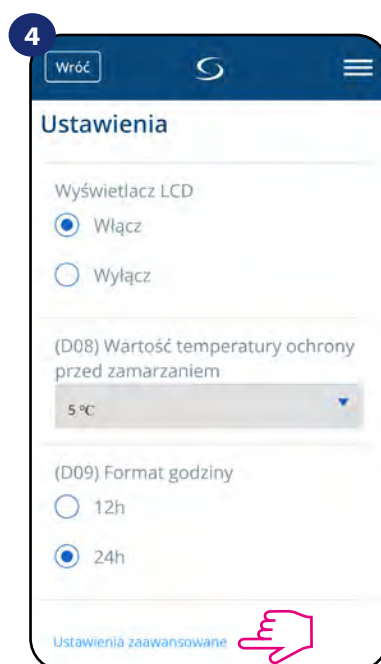 4
Wróć
Ustawienia
Wyświetlacz LCD
Włącz
Wyłącz
(D08) Wartość temperatury ochrony
przed zamarzaniem
5 °C
(D09) Format godziny
12h
24h
Ustawienia zaawansowane